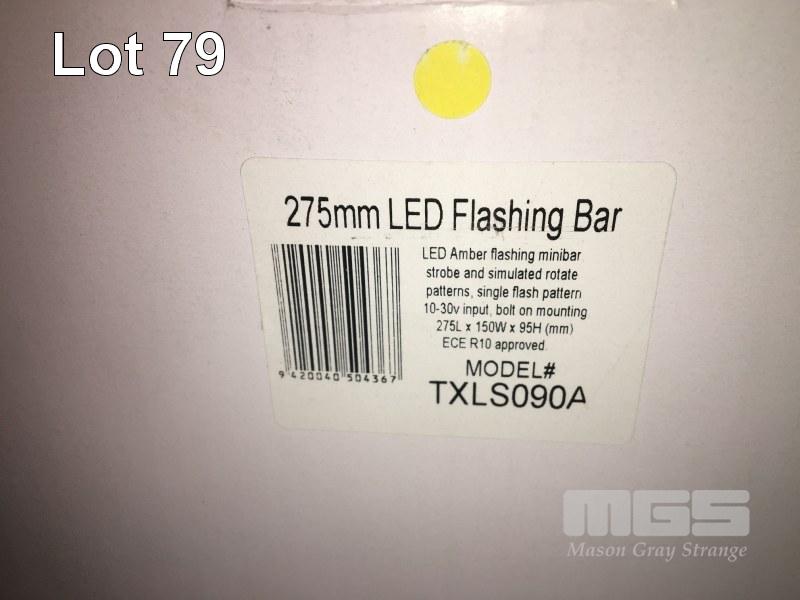 Lot 79
275mm LED Flashing Bar
LED Amber flashing minibar
strobe and simulated rotate
patterns, single flash pattern
10-30v input, bolt on mounting
275L x 150W x 95H (mm)
ECE R10 approved.
9 420040 504367
MODEL#
TXLS090A
MGS
Mason Gray Strange